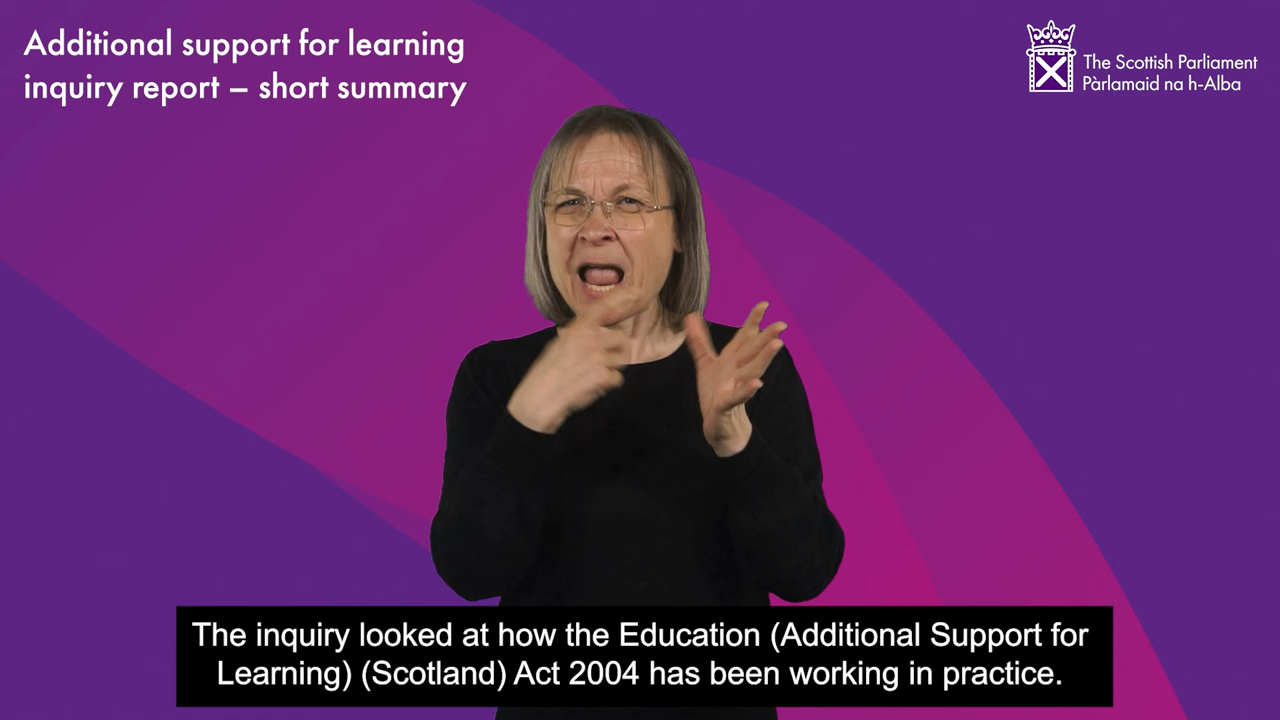 Additional support for learning
inquiry report – short summary
The Scottish Parliament
Pàrlamaid na h-Alba
The inquiry looked at how the Education (Additional Support for
Learning) (Scotland) Act 2004 has been working in practice.